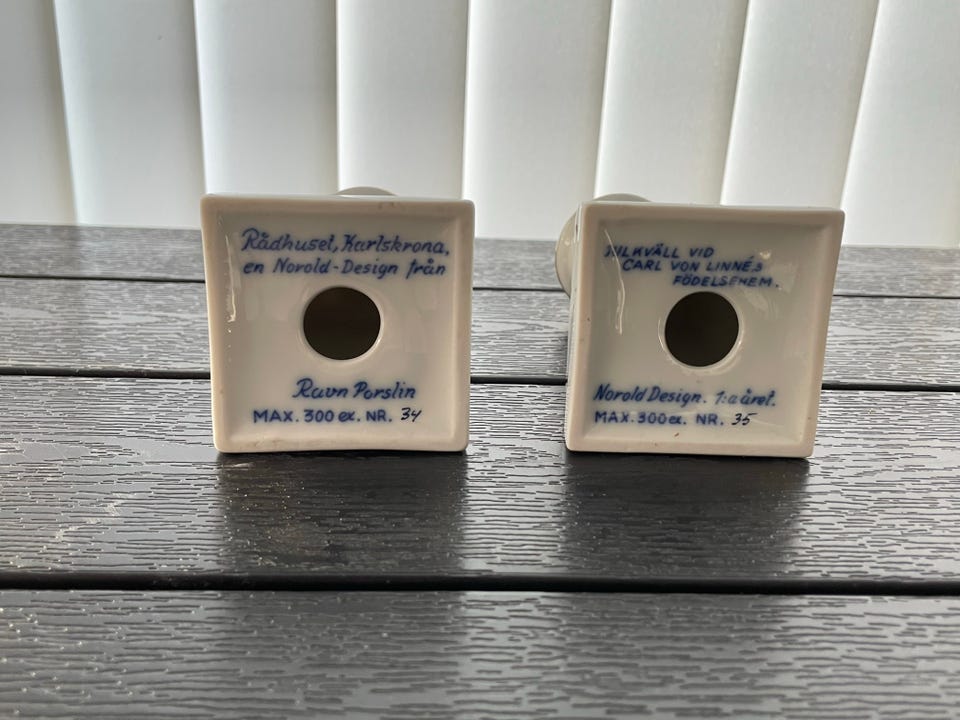 Rådhuset, Karlskrona,
en Norold-Design från
Ravn Porslin
MAX. 300 ex. NR. 34
JULKVÄLL VID
CARL VON LINNÉS
FÖDELSEHEM.
Norold Design. 1:a året.
MAX. 300 ex. NR. 35